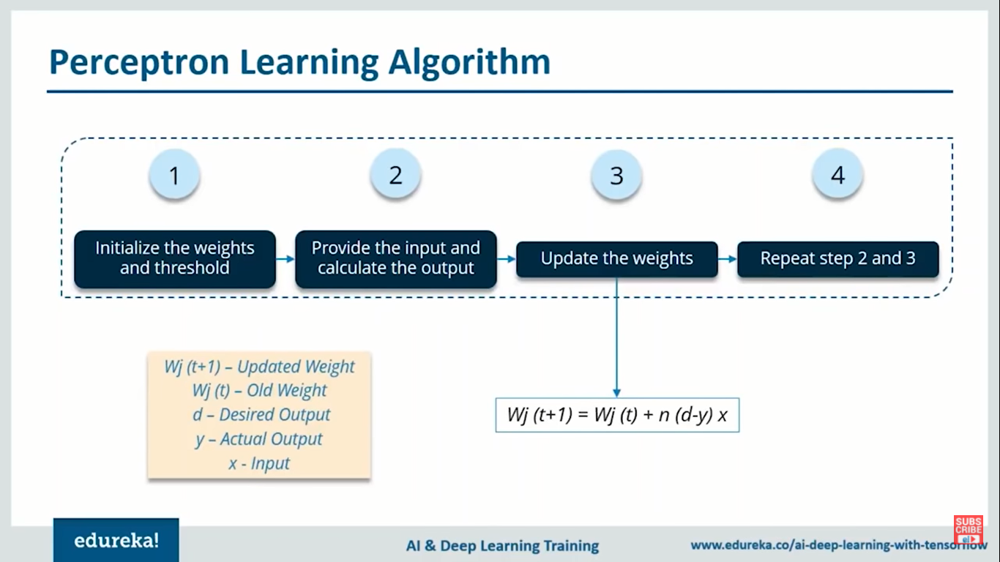 Perceptron Learning Algorithm
1
2
3
4
Initialize the weights
and threshold
Provide the input and
calculate the output
Update the weights
Repeat step 2 and 3
Wj (t+1) – Updated Weight
Wj (t) – Old Weight
d – Desired Output
y – Actual Output
x - Input
Wj (t+1) = Wj (t) + n (d-y) x
edureka!
AI & Deep Learning Training
www.edureka.co/ai-deep-learning-with-tensorflow
SUBS
CRIBE
e!